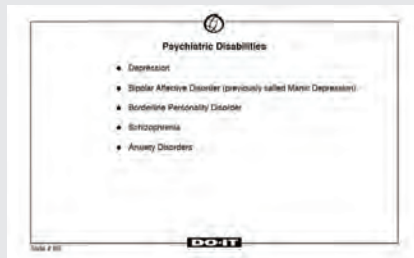 Psychiatric Disabilities
Depression
Bipolar Affective Disorder (previously called Manic Depression)
Borderline Personality Disorder
Schizophrenia
Anxiety Disorders
DO-IT